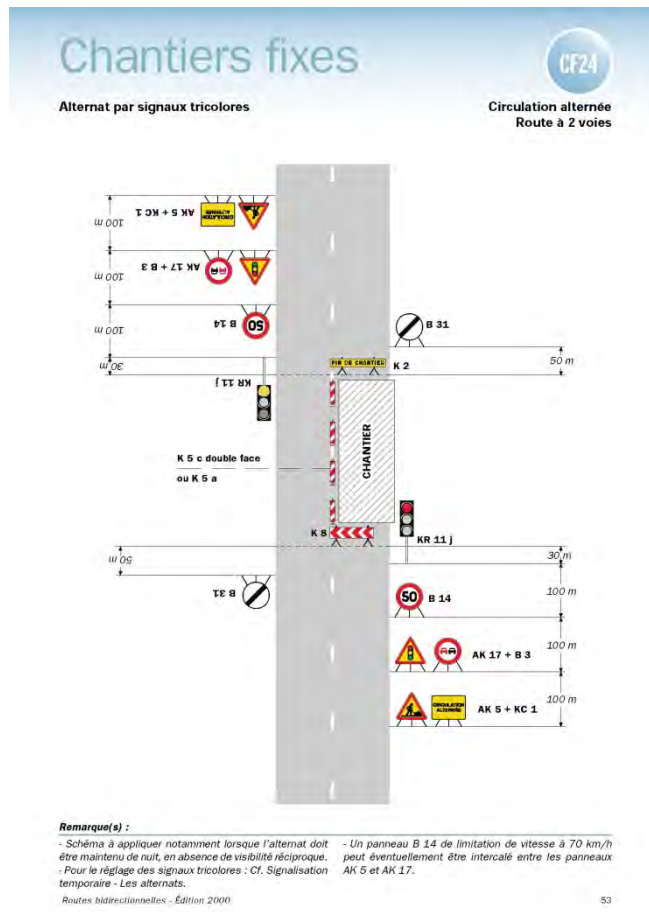 Chantiers fixes
CF24
Alternat par signaux tricolores
Circulation alternée
Route à 2 voies
100 m
AK 5 + KC 1
CIRCULATION
ALTERNÉE
100 m
AK 17 + B 3
100 m
B 14
50
30 m
KR 11 j
B 31
50 m
FIN DE CHANTIER
K 2
CHANTIER
K 5 c double face
ou K 5 a
K 8
KR 11 j
50 m
30 m
B 31
50
B 14
100 m
AK 17 + B 3
100 m
CIRCULATION
ALTERNÉE
AK 5 + KC 1
100 m
Remarque(s) :
- Schéma à appliquer notamment lorsque l'alternat doit
être maintenu de nuit, en absence de visibilité réciproque.
- Pour le réglage des signaux tricolores : Cf. Signalisation
temporaire - Les alternats.
- Un panneau B 14 de limitation de vitesse à 70 km/h
peut éventuellement être intercalé entre les panneaux
AK 5 et AK 17.
Routes bidirectionnelles - Édition 2000
53